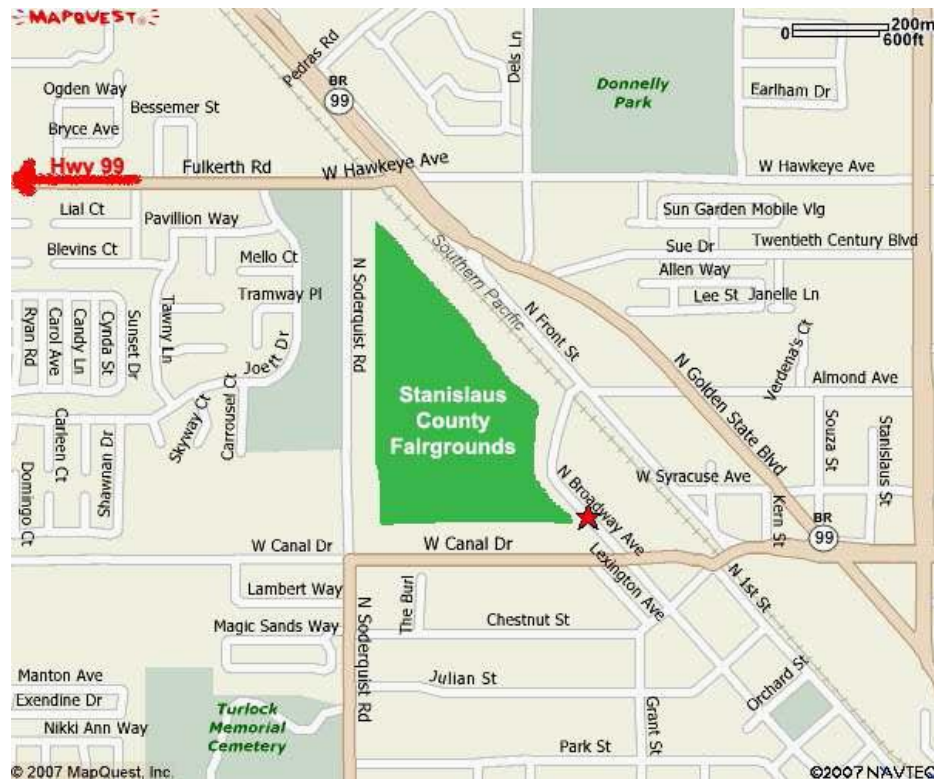 MAPQUEST
0 200m
600ft
Pedras Rd
BR
99
Dels Ln
Donnelly
Park
Earlham Dr
Ogden Way
Bessemer St
Bryce Ave
Hwy 99
Fulkerth Rd
W Hawkeye Ave
W Hawkeye Ave
Lial Ct
Pavillion Way
Sun Garden Mobile Vlg
Blevins Ct
Mello Ct
N Soderquist Rd
Southern Pacific
Sue Dr
Twentieth Century Blvd
Allen Way
Tramway Pl
Lee St
Janelle Ln
Ryan Rd
Carol Ave
Candy Ln
Cynda St
Sunset Dr
Tawny Ln
Joett Dr
N Front St
Verdena's Ct
N Golden State Blvd
Almond Ave
Stanislaus
County
Fairgrounds
Skyway Ct
Carrousel Ct
Carleen Ct
Shawnan Dr
Domingo Ct
Souza St
Stanislaus St
W Syracuse Ave
N Broadway Ave
Kern St
BR
99
W Canal Dr
W Canal Dr
Lexington Ave
N 1st St
Lambert Way
The Burl
N Soderquist Rd
Chestnut St
Magic Sands Way
Manton Ave
Julian St
Orchard St
Exendine Dr
Grant St
Nikki Ann Way
Turlock
Memorial
Cemetery
Park St
© 2007 MapQuest, Inc.
©2007 NAVTEQ